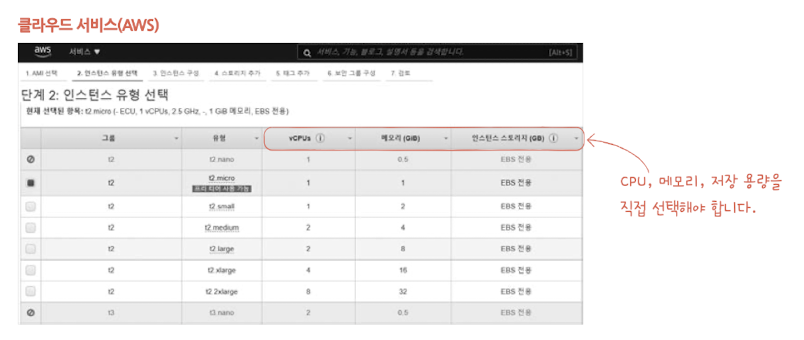 클라우드 서비스(AWS)
aws 서비스 ▼ 서비스, 기능, 블로그, 설명서 등을 검색합니다. [Alt+S]
1. AMI 선택 2. 인스턴스 유형 선택 3. 인스턴스 구성 4. 스토리지 추가 5. 태그 추가 6. 보안 그룹 구성 7. 검토
단계 2: 인스턴스 유형 선택
현재 선택된 항목: t2.micro (- ECU, 1 vCPUs, 2.5 GHz, -, 1 GiB 메모리, EBS 전용)
그룹 유형 vCPUs 메모리 (GiB) 인스턴스 스토리지 (GB)
t2 t2.nano 1 0.5 EBS 전용
t2 t2.micro 1 1 EBS 전용
프리 티어 사용 가능
t2 t2.small 1 2 EBS 전용
t2 t2.medium 2 4 EBS 전용
t2 t2.large 2 8 EBS 전용
t2 t2.xlarge 4 16 EBS 전용
t2 t2.2xlarge 8 32 EBS 전용
t3 t3.nano 2 0.5 EBS 전용
CPU, 메모리, 저장 용량을
직접 선택해야 합니다.